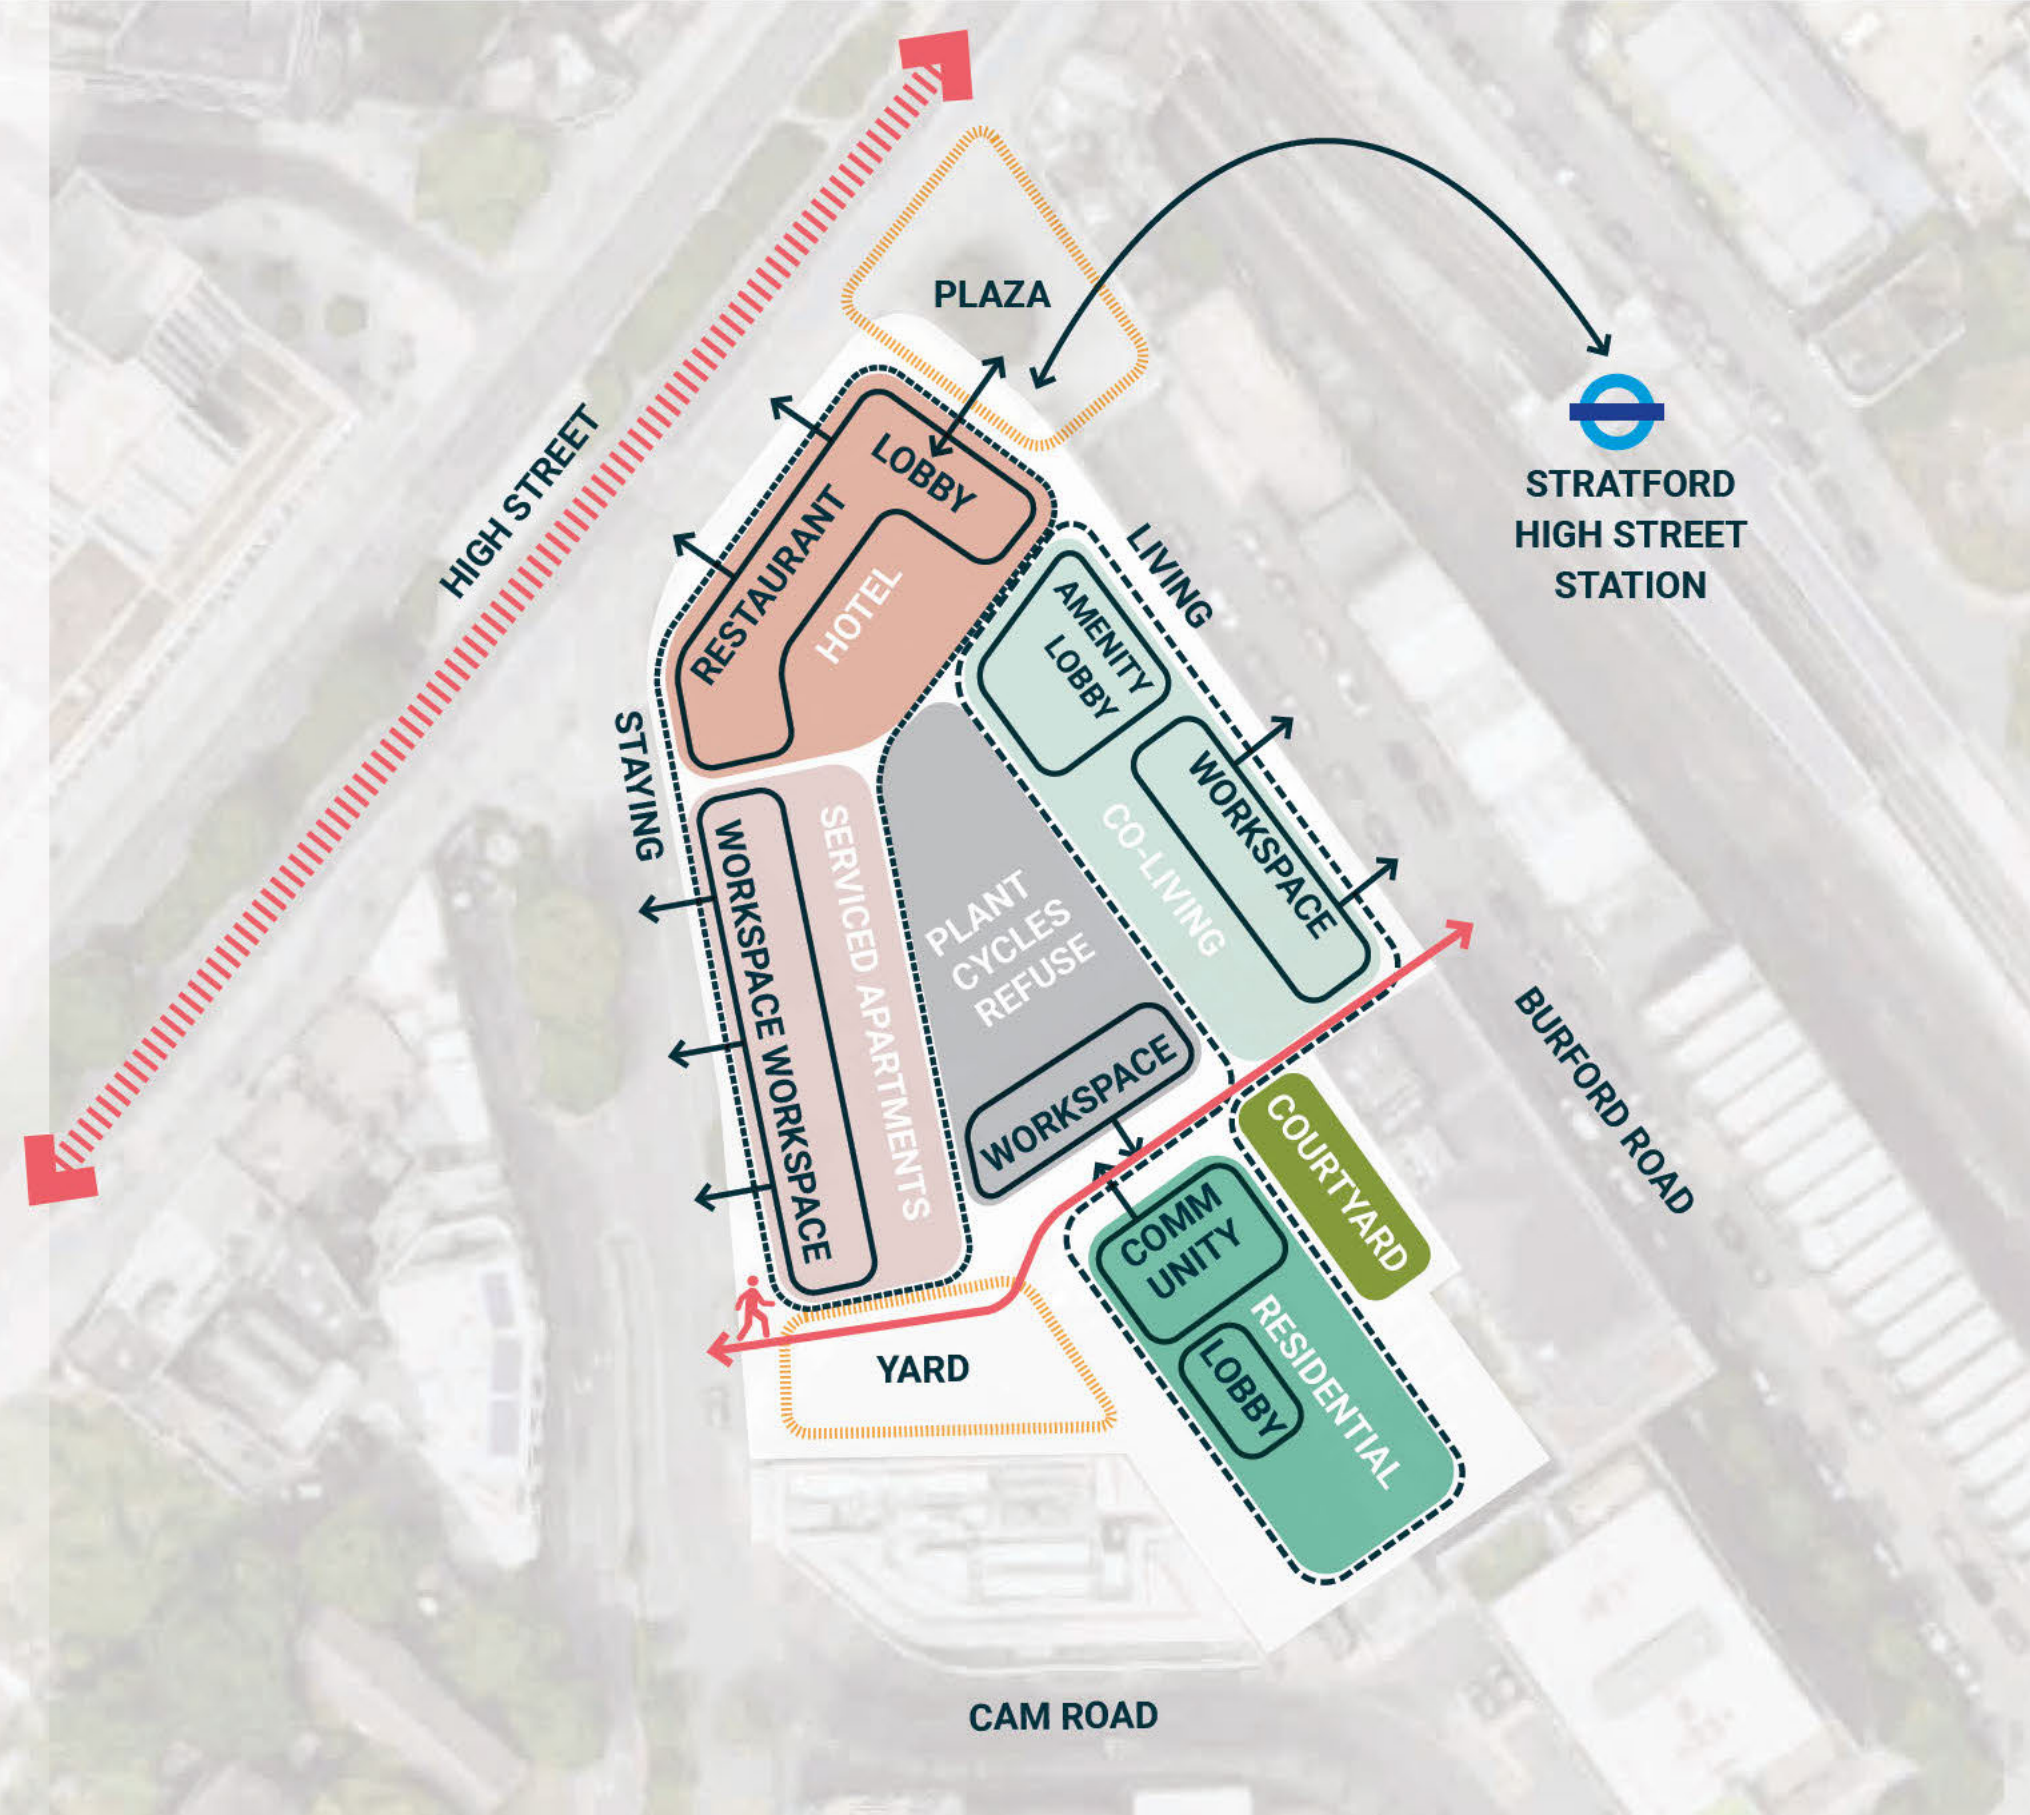 PLAZA
HIGH STREET
STRATFORD
HIGH STREET
STATION
LOBBY
RESTAURANT
HOTEL
LIVING
AMENITY
LOBBY
STAYING
WORKSPACE
CO-LIVING
WORKSPACE WORKSPACE WORKSPACE
SERVICED APARTMENTS
PLANT
CYCLES
REFUSE
WORKSPACE
BURFORD ROAD
COURTYARD
COMM
UNITY
RESIDENTIAL
LOBBY
YARD
CAM ROAD